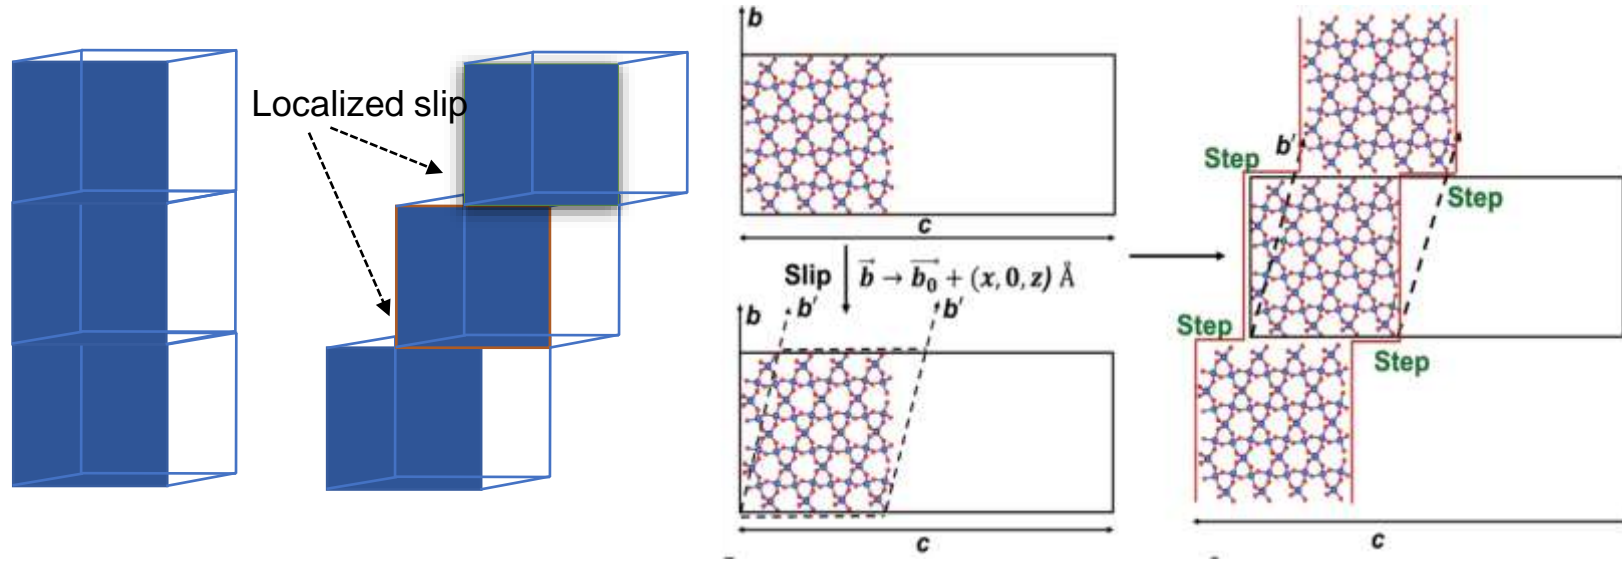 Localized slip
b
c
Slip
b⃗ → b₀⃗ + (x, 0, z) Å
b
b'
b'
c
b'
Step
Step
Step
Step
c